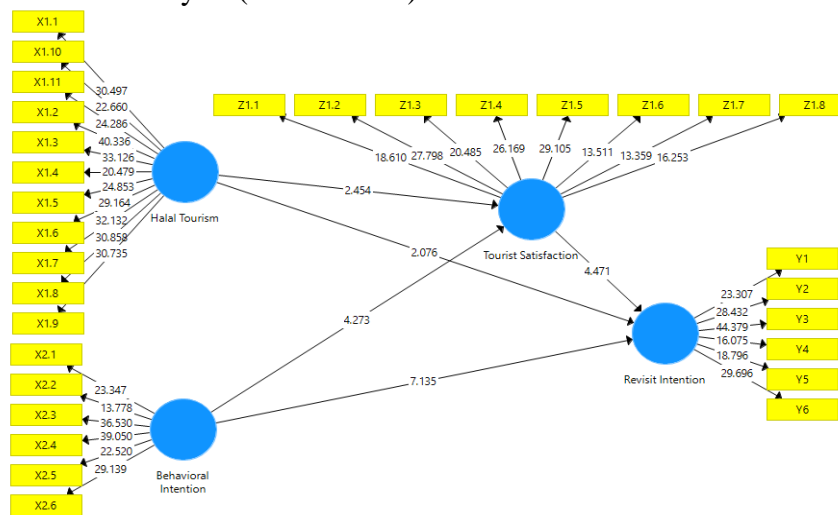 X1.1
X1.10
X1.11
X1.2
X1.3
X1.4
X1.5
X1.6
X1.7
X1.8
X1.9
30.497
22.660
24.286
40.336
33.126
20.479
24.853
29.164
32.132
30.858
30.735
Halal Tourism
Z1.1
Z1.2
Z1.3
Z1.4
Z1.5
Z1.6
Z1.7
Z1.8
18.610
27.798
20.485
26.169
29.105
13.511
13.359
16.253
Tourist Satisfaction
2.454
2.076
4.471
4.273
7.135
X2.1
X2.2
X2.3
X2.4
X2.5
X2.6
23.347
13.778
36.530
39.050
22.520
29.139
Behavioral
Intention
Revisit Intention
23.307
28.432
44.379
16.075
18.796
29.696
Y1
Y2
Y3
Y4
Y5
Y6